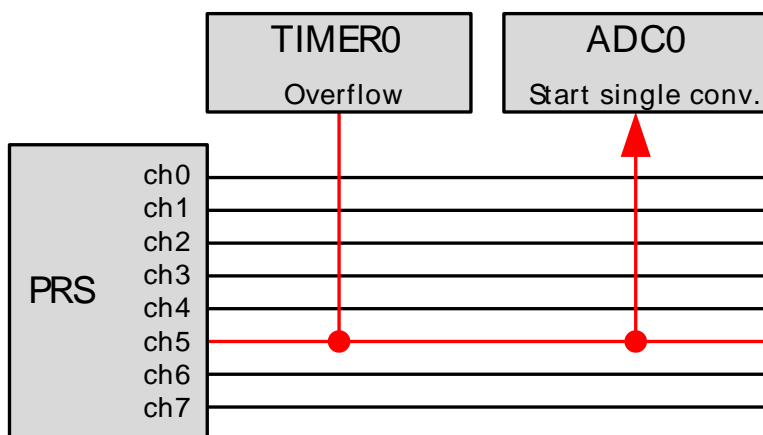 TIMER0
Overflow
ADC0
Start single conv.
PRS
ch0
ch1
ch2
ch3
ch4
ch5
ch6
ch7